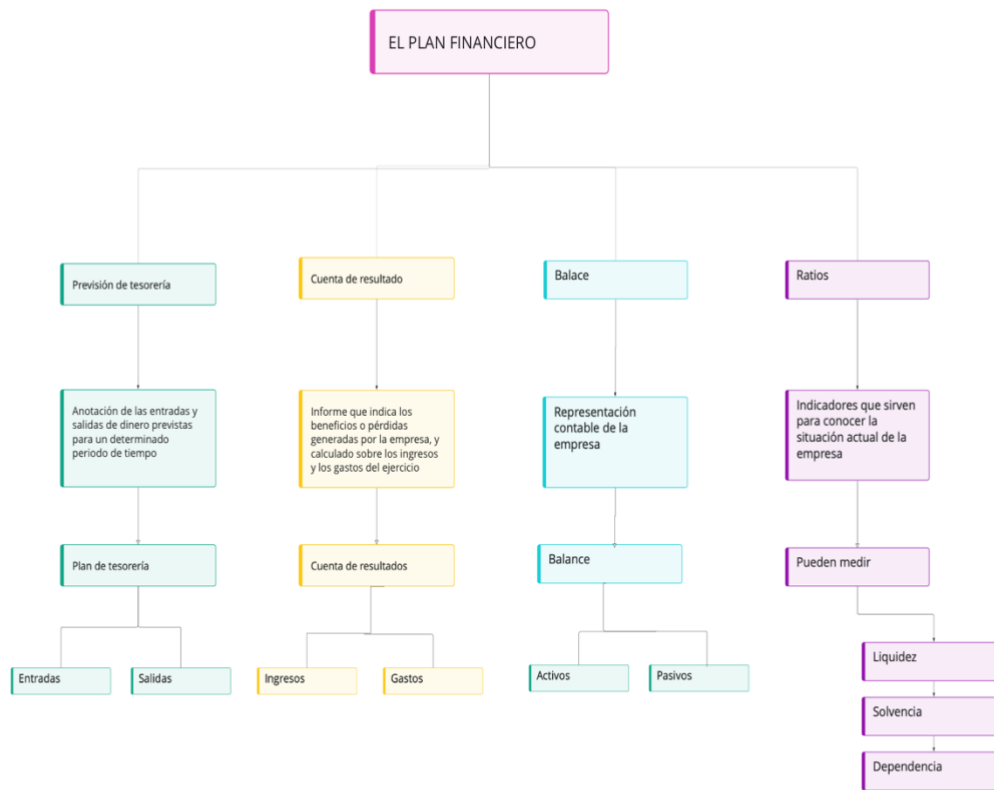 EL PLAN FINANCIERO
Previsión de tesorería
Cuenta de resultado
Balace
Ratios
Anotación de las entradas y
salidas de dinero previstas
para un determinado
periodo de tiempo
Informe que indica los
beneficios o pérdidas
generadas por la empresa, y
calculado sobre los ingresos
y los gastos del ejercicio
Representación
contable de la
empresa
Indicadores que sirven
para conocer la
situación actual de la
empresa
Plan de tesorería
Cuenta de resultados
Balance
Pueden medir
Entradas
Salidas
Ingresos
Gastos
Activos
Pasivos
Liquidez
Solvencia
Dependencia